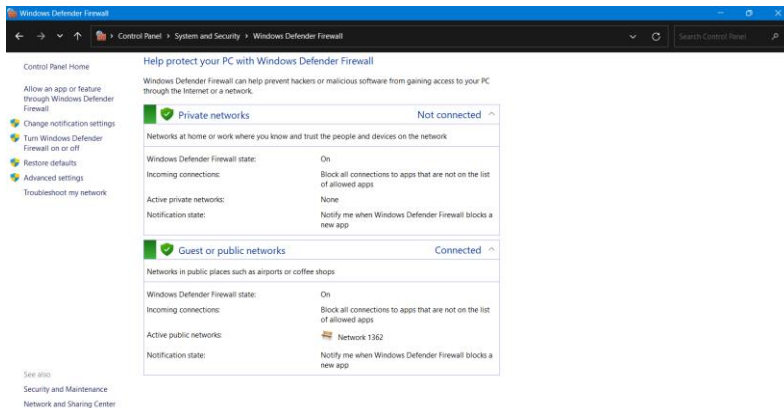 Windows Defender Firewall
Control Panel > System and Security > Windows Defender Firewall
Search Control Panel
Control Panel Home
Allow an app or feature
through Windows Defender
Firewall
Change notification settings
Turn Windows Defender
Firewall on or off
Restore defaults
Advanced settings
Troubleshoot my network
Help protect your PC with Windows Defender Firewall
Windows Defender Firewall can help prevent hackers or malicious software from gaining access to your PC
through the Internet or a network.
Private networks Not connected
Networks at home or work where you know and trust the people and devices on the network
Windows Defender Firewall state: On
Incoming connections: Block all connections to apps that are not on the list
of allowed apps
Active private networks: None
Notification state: Notify me when Windows Defender Firewall blocks a
new app
Guest or public networks Connected
Networks in public places such as airports or coffee shops
Windows Defender Firewall state: On
Incoming connections: Block all connections to apps that are not on the list
of allowed apps
Active public networks: Network 1362
Notification state: Notify me when Windows Defender Firewall blocks a
new app
See also
Security and Maintenance
Network and Sharing Center